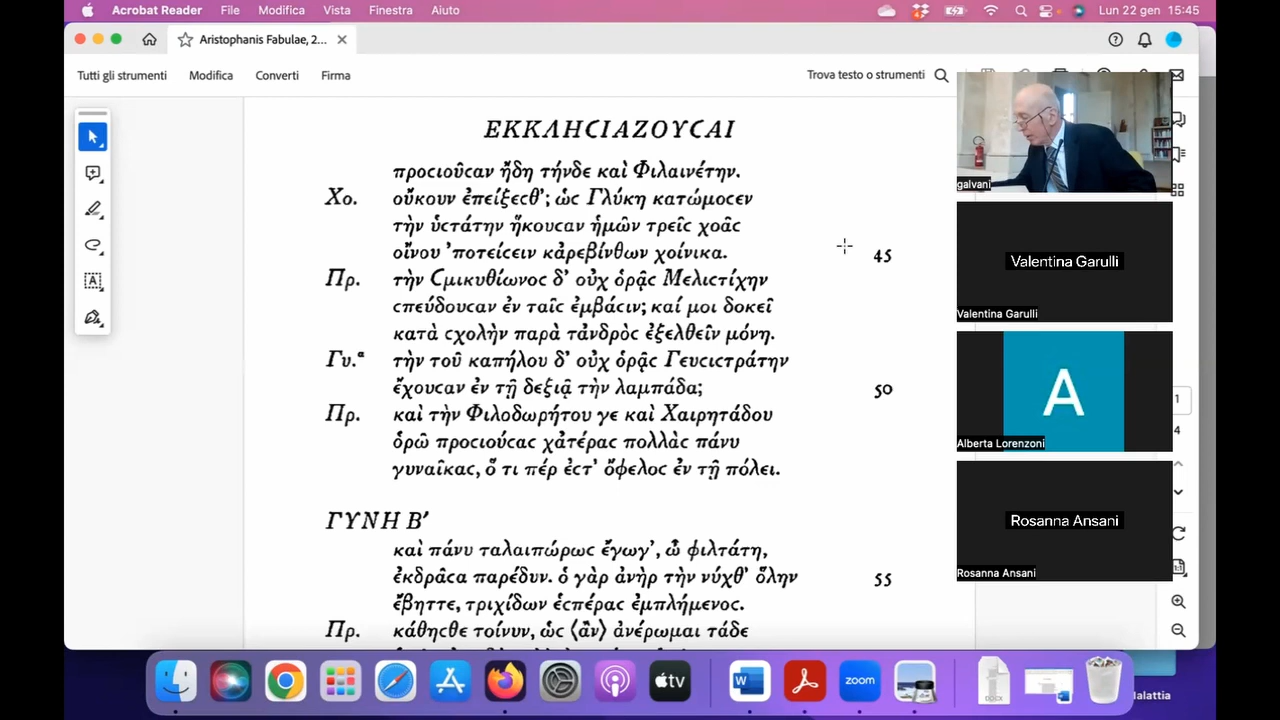 Acrobat Reader File Modifica Vista Finestra Aiuto Lun 22 gen 15:45
Aristophanis Fabulae, 2...
Tutti gli strumenti Modifica Converti Firma Trova testo o strumenti
ΕΚΚΛΗϹΙΑΖΟΥϹΑΙ
προϲιοῦϲαν ἤδη τήνδε καὶ Φιλαινέτην.
Χο. οὔκουν ἐπείξεϲθ'; ὡϲ Γλύκη κατώμοϲεν
τὴν ὑϲτάτην ἥκουϲαν ἡμῶν τρεῖϲ χοᾶϲ
οἴνου 'ποτείϲειν κἀρεβίνθων χοίνικα. 45
Πρ. τὴν Ϲμικυθίωνοϲ δ' οὐχ ὁρᾷϲ Μελιϲτίχην
ϲπεύδουϲαν ἐν ταῖϲ ἐμβάϲιν; καί μοι δοκεῖ
κατὰ ϲχολὴν παρὰ τἀνδρὸϲ ἐξελθεῖν μόνη.
Γυ.ᵅ τὴν τοῦ καπήλου δ' οὐχ ὁρᾷϲ Γευϲιϲτράτην
ἔχουϲαν ἐν τῇ δεξιᾷ τὴν λαμπάδα; 50
Πρ. καὶ τὴν Φιλοδωρήτου γε καὶ Χαιρητάδου
ὁρῶ προϲιούϲαϲ χἀτέραϲ πολλὰϲ πάνυ
γυναῖκαϲ, ὅ τι πέρ ἐϲτ' ὄφελοϲ ἐν τῇ πόλει.
ΓΥΝΗ Β′
καὶ πάνυ ταλαιπώρωϲ ἔγωγ', ὦ φιλτάτη,
ἐκδρᾶϲα παρέδυν. ὁ γὰρ ἀνὴρ τὴν νύχθ' ὅλην 55
ἔβηττε, τριχίδων ἑϲπέραϲ ἐμπλήμενοϲ.
Πρ. κάθηϲθε τοίνυν, ὡϲ ⟨ἂν⟩ ἀνέρωμαι τάδε
galvani
Valentina Garulli
Valentina Garulli
A
Alberta Lorenzoni
Rosanna Ansani
Rosanna Ansani
1
4
tv
W
zoom
DOCX
Malattia